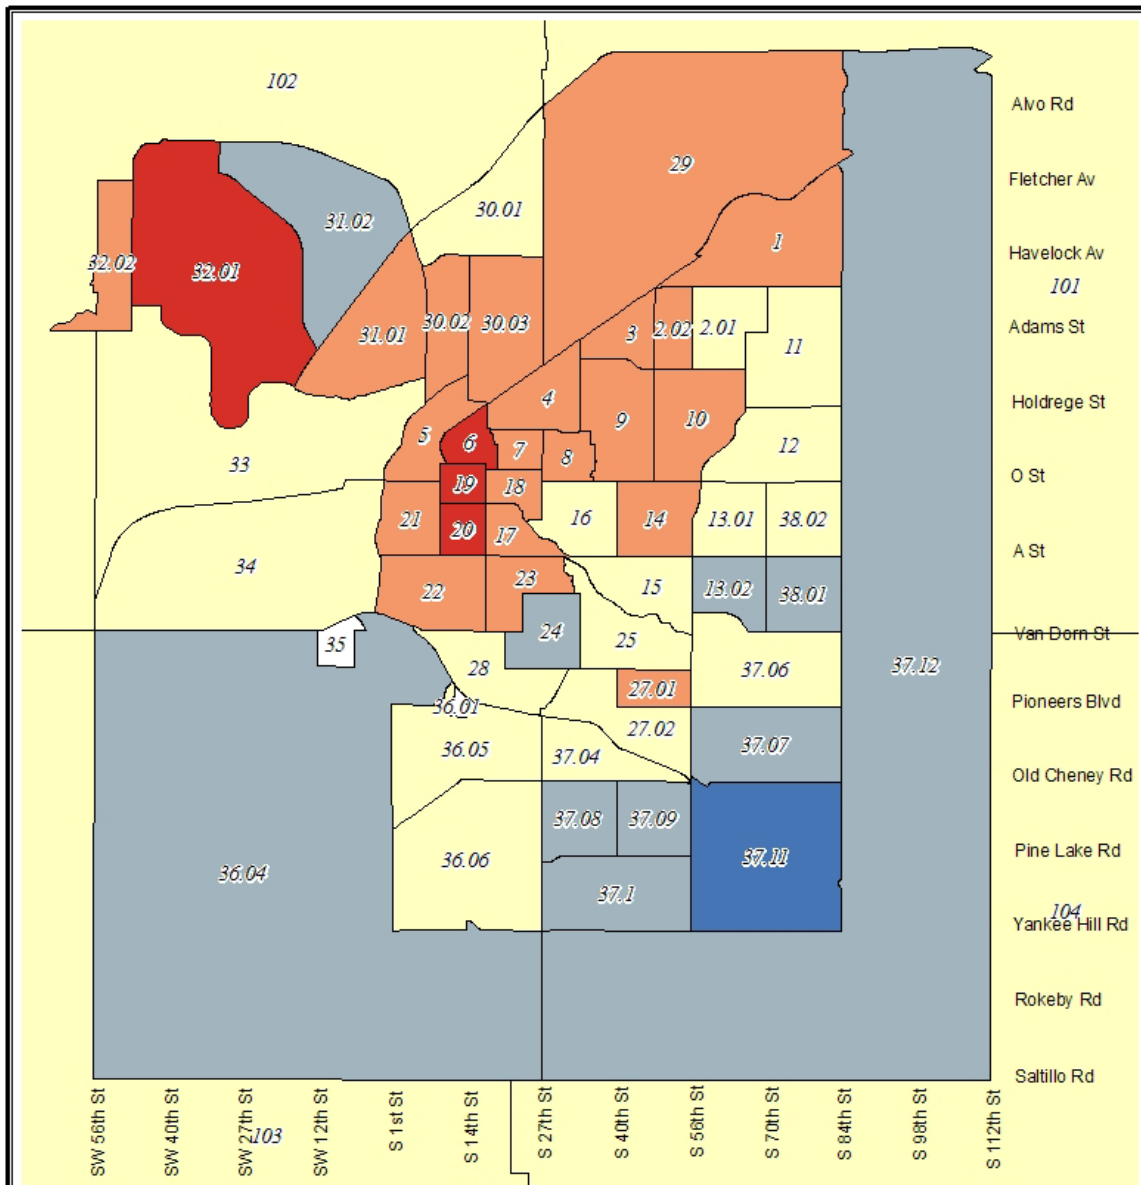 102
Alvo Rd
29
Fletcher Av
30.01
31.02
1
Havelock Av
32.02
32.01
101
31.01
30.02
30.03
3
2.02
2.01
Adams St
11
4
9
10
Holdrege St
5
6
7
8
12
33
O St
19
18
21
16
14
13.01
38.02
20
17
A St
34
22
23
15
13.02
38.01
24
25
Van Dorn St
35
28
37.06
27.01
36.01
Pioneers Blvd
27.02
36.05
37.04
37.07
Old Cheney Rd
37.08
37.09
36.06
37.11
Pine Lake Rd
36.04
37.1
104
Yankee Hill Rd
Rokeby Rd
Saltillo Rd
SW 56th St
SW 40th St
SW 27th St
SW 12th St
S 1st St
S 14th St
S 27th St
S 40th St
S 56th St
S 70th St
S 84th St
S 98th St
S 112th St
37.12
103